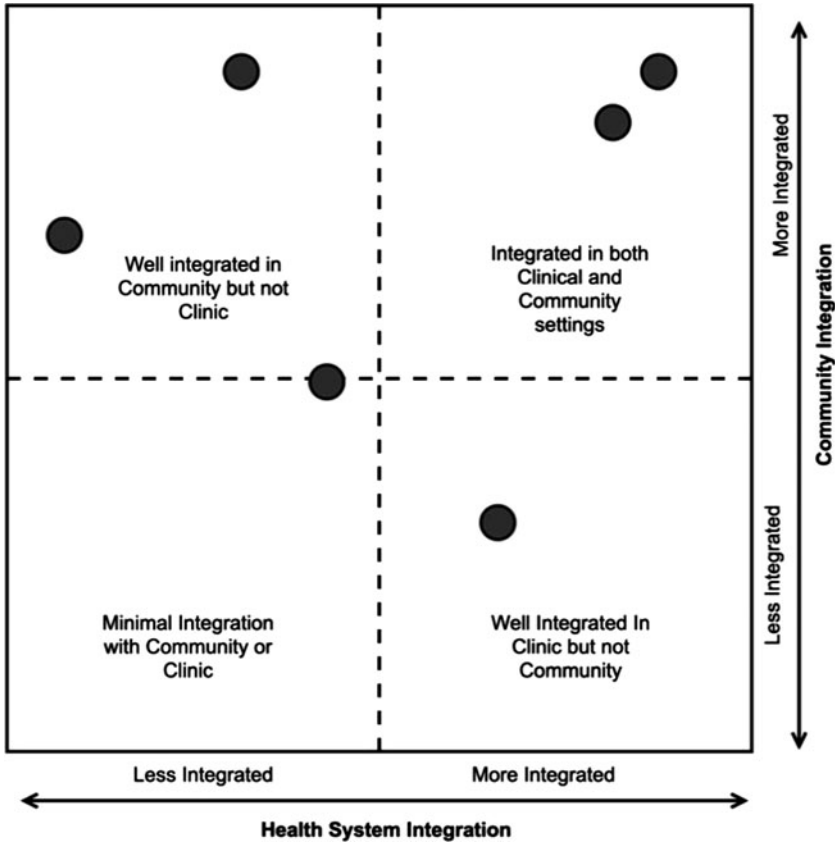 Well integrated in
Community but not
Clinic
Integrated in both
Clinical and
Community
settings
More Integrated
Community Integration
Less Integrated
Minimal Integration
with Community or
Clinic
Well Integrated In
Clinic but not
Community
Less Integrated
More Integrated
Health System Integration